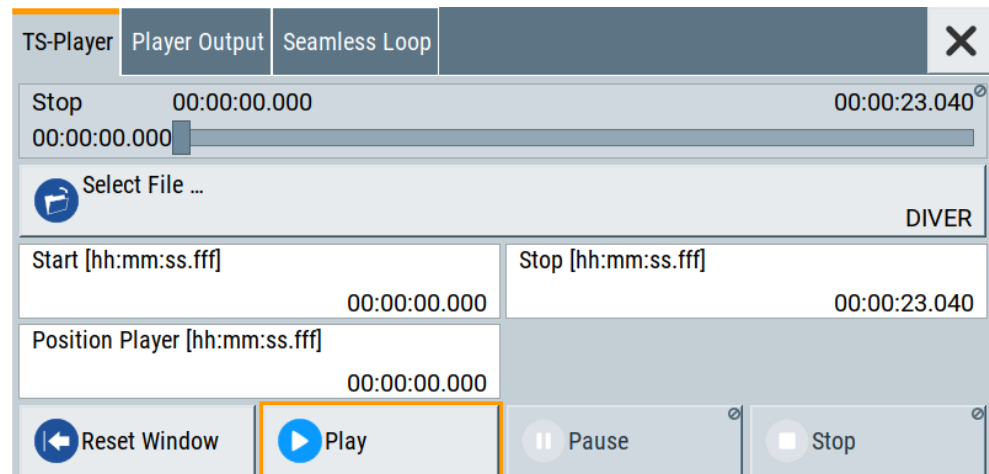 TS-Player Player Output Seamless Loop
Stop 00:00:00.000 00:00:23.040
00:00:00.000
Select File ...
DIVER
Start [hh:mm:ss.fff] Stop [hh:mm:ss.fff]
00:00:00.000 00:00:23.040
Position Player [hh:mm:ss.fff]
00:00:00.000
Reset Window Play Pause Stop